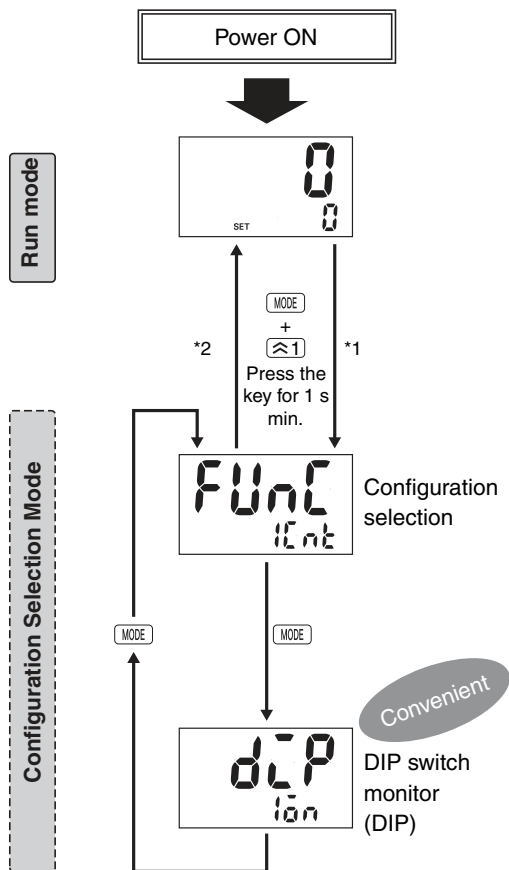 Power ON
Run mode
0
0
SET
MODE
+
1
Press the
key for 1 s
min.
*2
*1
Configuration Selection Mode
FUnC
1Cnt
Configuration
selection
MODE
MODE
Convenient
diP
1on
DIP switch
monitor
(DIP)